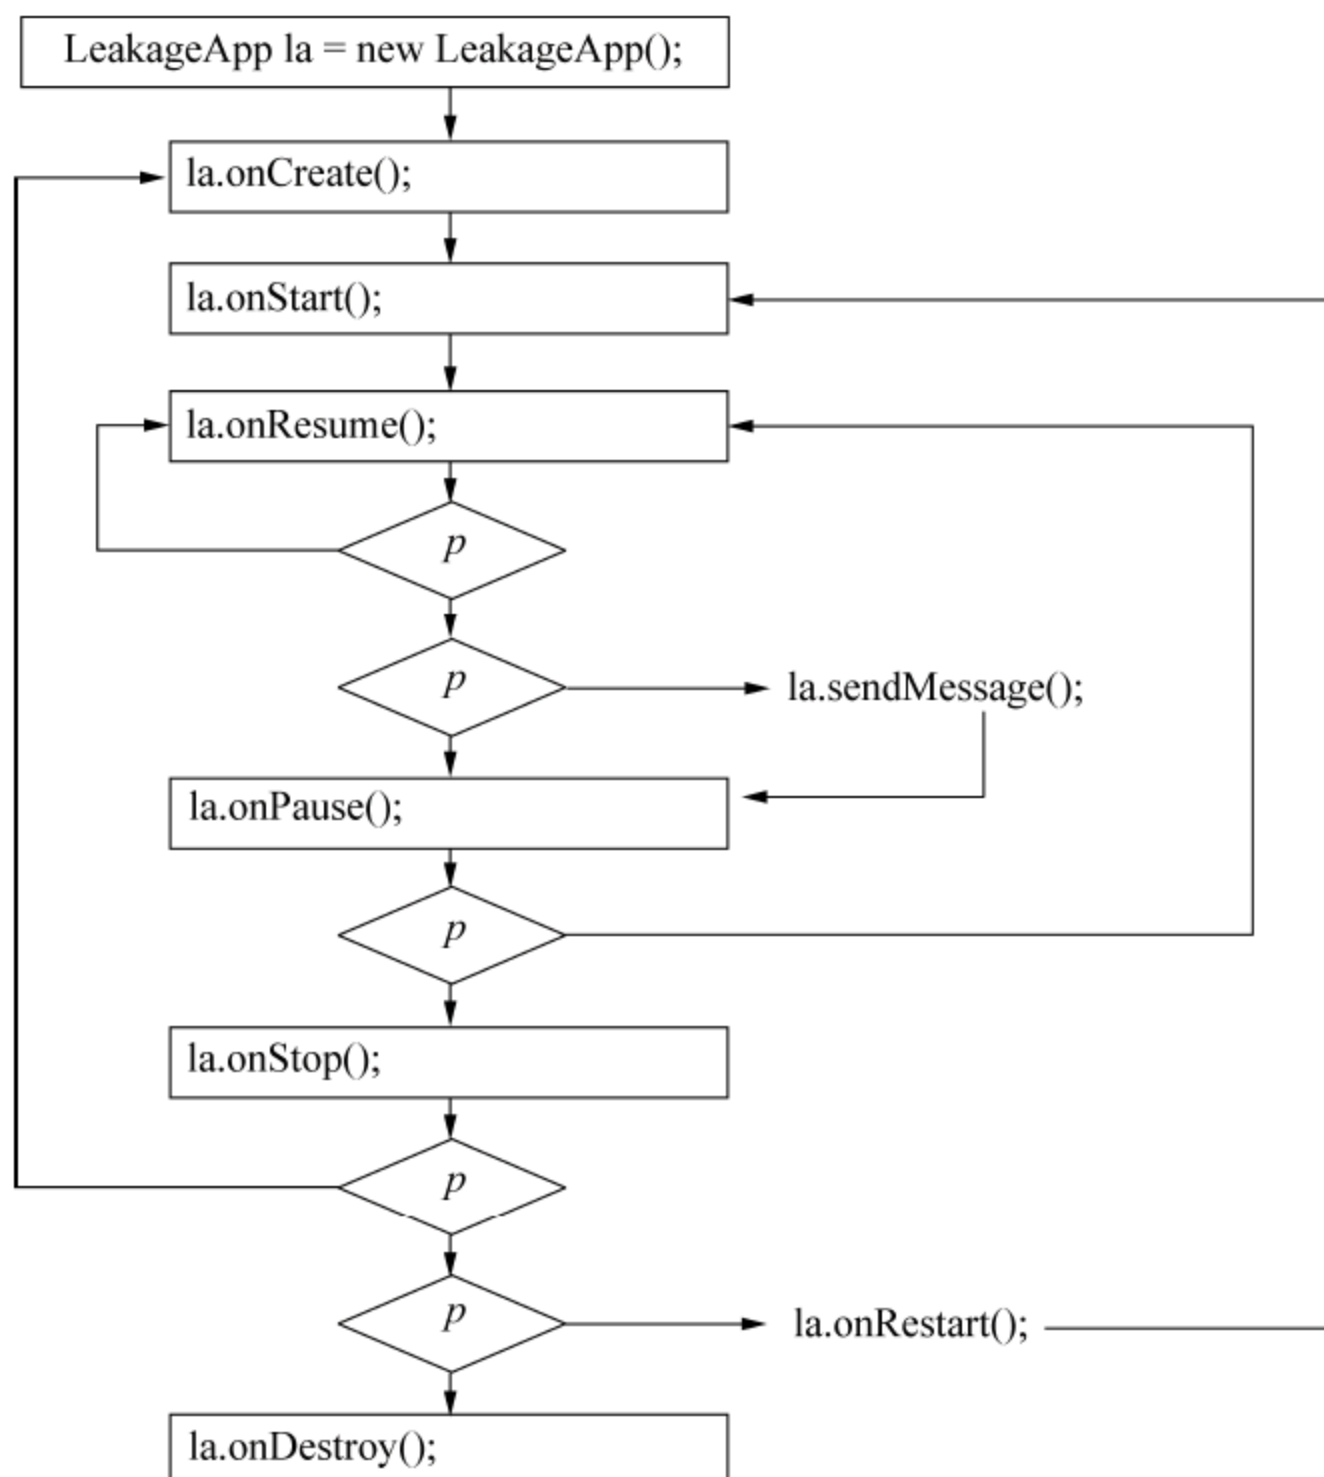 LeakageApp la = new LeakageApp();
la.onCreate();
la.onStart();
la.onResume();
p
p
la.sendMessage();
la.onPause();
p
la.onStop();
p
p
la.onRestart();
la.onDestroy();